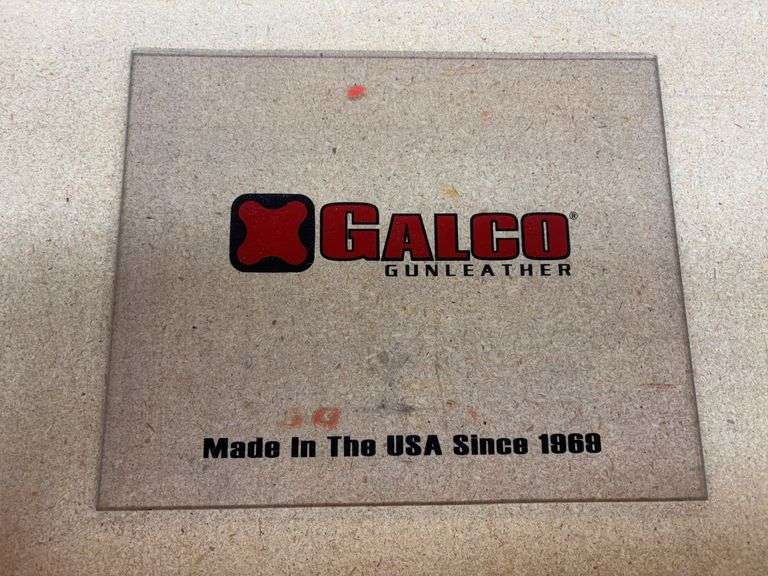 GALCO®
GUNLEATHER
Made In The USA Since 1969